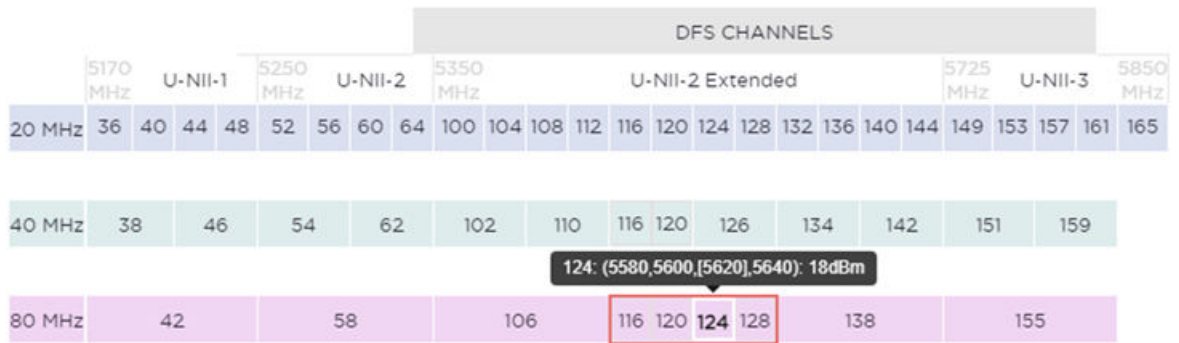 DFS CHANNELS
5170 MHz U-NII-1 5250 MHz U-NII-2 5350 MHz U-NII-2 Extended 5725 MHz U-NII-3 5850 MHz
20 MHz 36 40 44 48 52 56 60 64 100 104 108 112 116 120 124 128 132 136 140 144 149 153 157 161 165
40 MHz 38 46 54 62 102 110 116 120 126 134 142 151 159
124: (5580,5600,[5620],5640): 18dBm
80 MHz 42 58 106 116 120 124 128 138 155